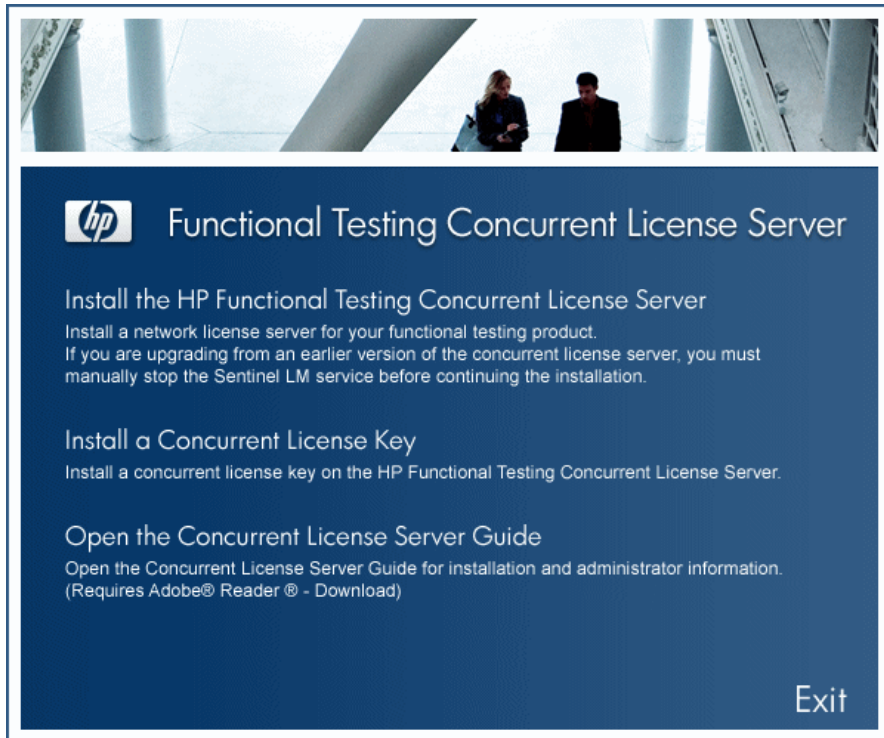 hp
Functional Testing Concurrent License Server
Install the HP Functional Testing Concurrent License Server
Install a network license server for your functional testing product.
If you are upgrading from an earlier version of the concurrent license server, you must
manually stop the Sentinel LM service before continuing the installation.
Install a Concurrent License Key
Install a concurrent license key on the HP Functional Testing Concurrent License Server.
Open the Concurrent License Server Guide
Open the Concurrent License Server Guide for installation and administrator information.
(Requires Adobe® Reader ® - Download)
Exit